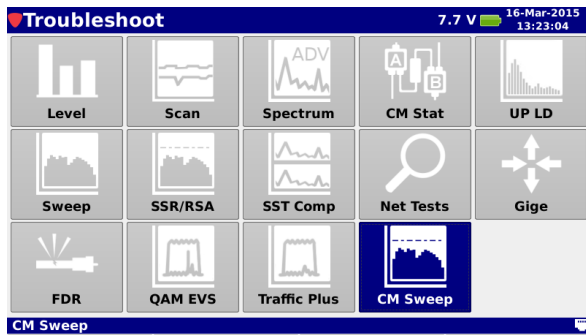 Troubleshoot
7.7 V
16-Mar-2015
13:23:04
Level
Scan
ADV
Spectrum
A
B
CM Stat
UP LD
Sweep
SSR/RSA
SST Comp
Net Tests
Gige
FDR
QAM EVS
Traffic Plus
CM Sweep
CM Sweep